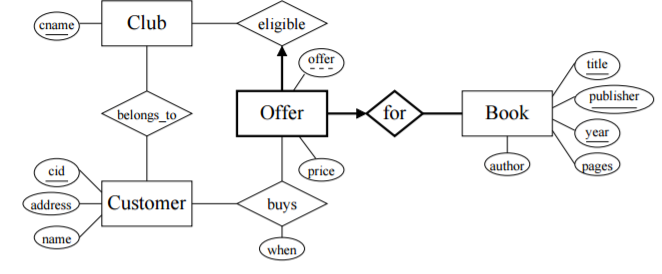 cname
Club
eligible
offer
title
belongs_to
Offer
for
Book
publisher
year
cid
price
author
pages
address
Customer
buys
name
when